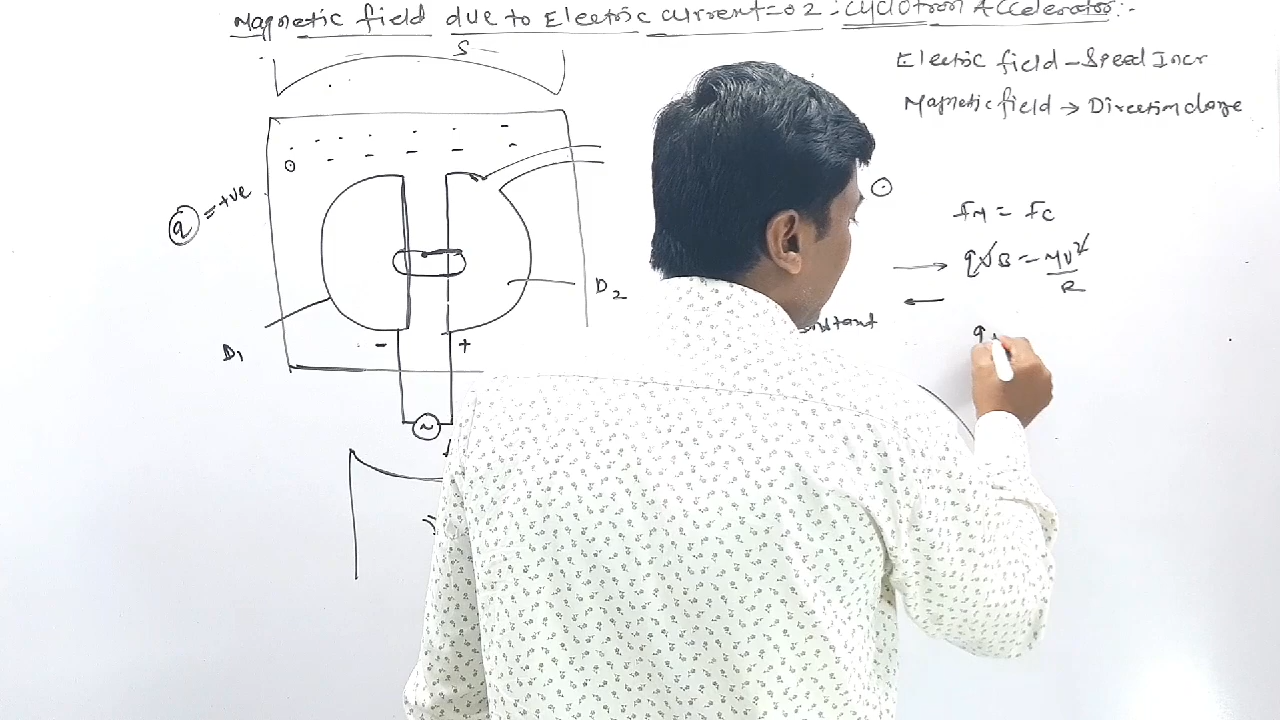 Magnetic field due to Electric current = 02 : Cyclotron Accelerator :-
S
Electric field - Speed Incr
Magnetic field → Direction change
q = +ve
fM = fC
qvB = Mv²
R
D2
D1
- +
~
q